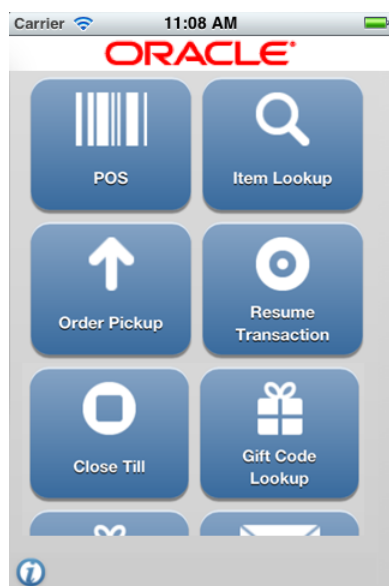 Carrier 11:08 AM
ORACLE
POS
Item Lookup
Order Pickup
Resume
Transaction
Close Till
Gift Code
Lookup
i